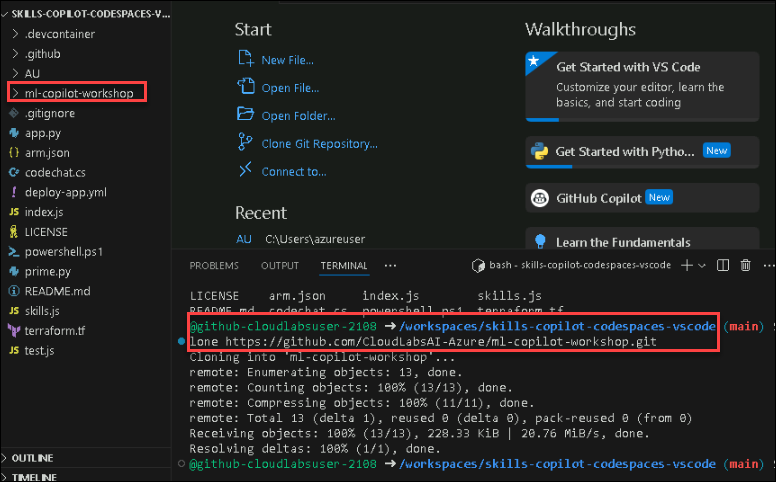 SKILLS-COPILOT-CODESPACES-VS...
.devcontainer
.github
AU
ml-copilot-workshop
.gitignore
app.py
arm.json
codechat.cs
deploy-app.yml
index.js
LICENSE
powershell.ps1
prime.py
README.md
skills.js
terraform.tf
test.js
OUTLINE
TIMELINE
Start
New File...
Open File...
Open Folder...
Clone Git Repository...
Connect to...
Recent
AU C:\Users\azureuser
Walkthroughs
Get Started with VS Code
Customize your editor, learn the
basics, and start coding
Get Started with Pytho... New
GitHub Copilot New
Learn the Fundamentals
PROBLEMS OUTPUT TERMINAL ... bash - skills-copilot-codespaces-vscode
LICENSE arm.json index.js skills.js
README.md codechat.cs powershell.ps1 terraform.tf
@github-cloudlabsuser-2108 ➜ /workspaces/skills-copilot-codespaces-vscode (main) $
lone https://github.com/CloudLabsAI-Azure/ml-copilot-workshop.git
Cloning into 'ml-copilot-workshop'...
remote: Enumerating objects: 13, done.
remote: Counting objects: 100% (13/13), done.
remote: Compressing objects: 100% (11/11), done.
remote: Total 13 (delta 1), reused 0 (delta 0), pack-reused 0 (from 0)
Receiving objects: 100% (13/13), 228.33 KiB | 20.76 MiB/s, done.
Resolving deltas: 100% (1/1), done.
@github-cloudlabsuser-2108 ➜ /workspaces/skills-copilot-codespaces-vscode (main) $